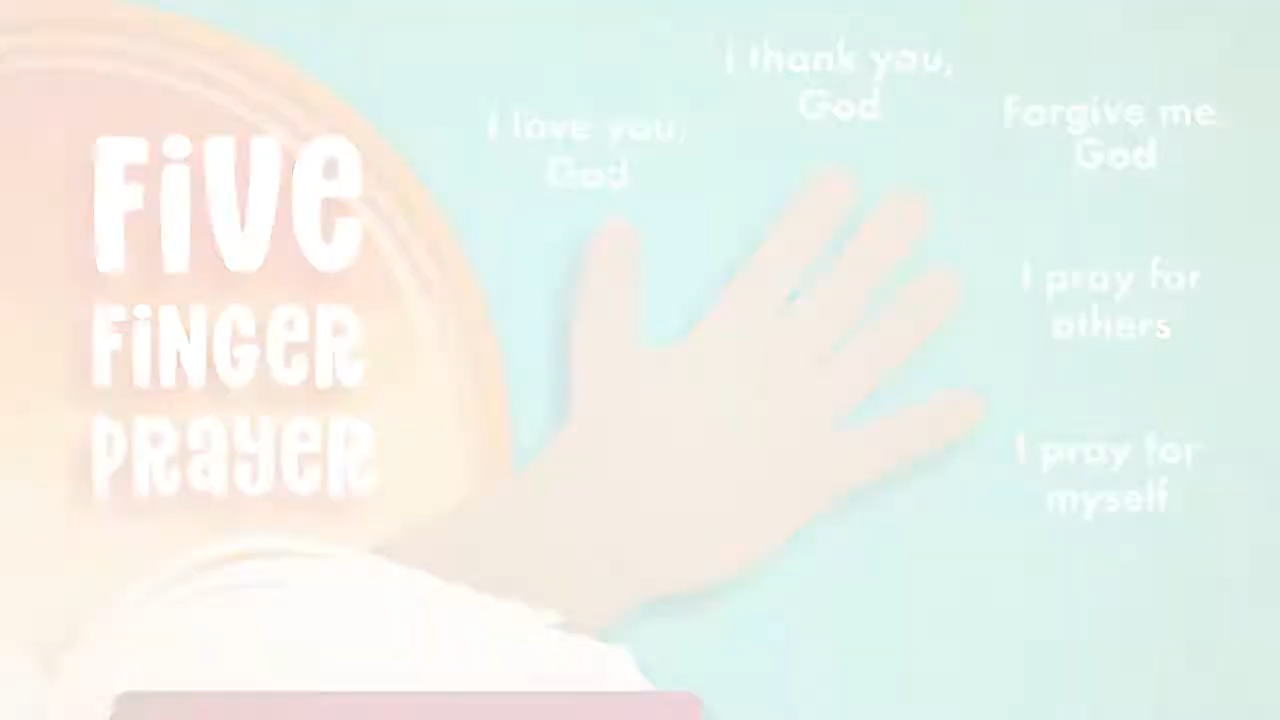 Five
Finger
Prayer
I love you,
God
I thank you,
God
Forgive me
God
I pray for
others
I pray for
myself